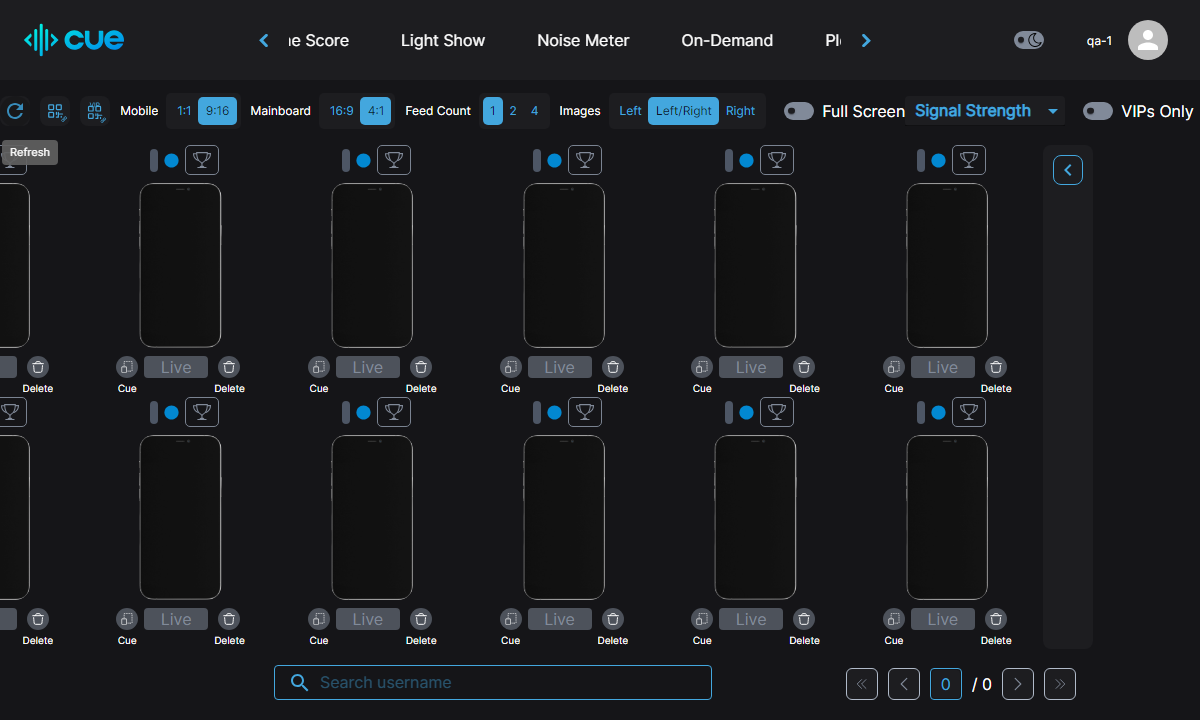 cue
e Score Light Show Noise Meter On-Demand
qa-1
Mobile 1:1 9:16 Mainboard 16:9 4:1 Feed Count 1 2 4 Images Left Left/Right Right Full Screen Signal Strength VIPs Only
Refresh
Live Live Live Live Live
Delete Cue Delete Cue Delete Cue Delete Cue Delete Cue Delete
Live Live Live Live Live
Delete Cue Delete Cue Delete Cue Delete Cue Delete Cue Delete
Search username
0 / 0